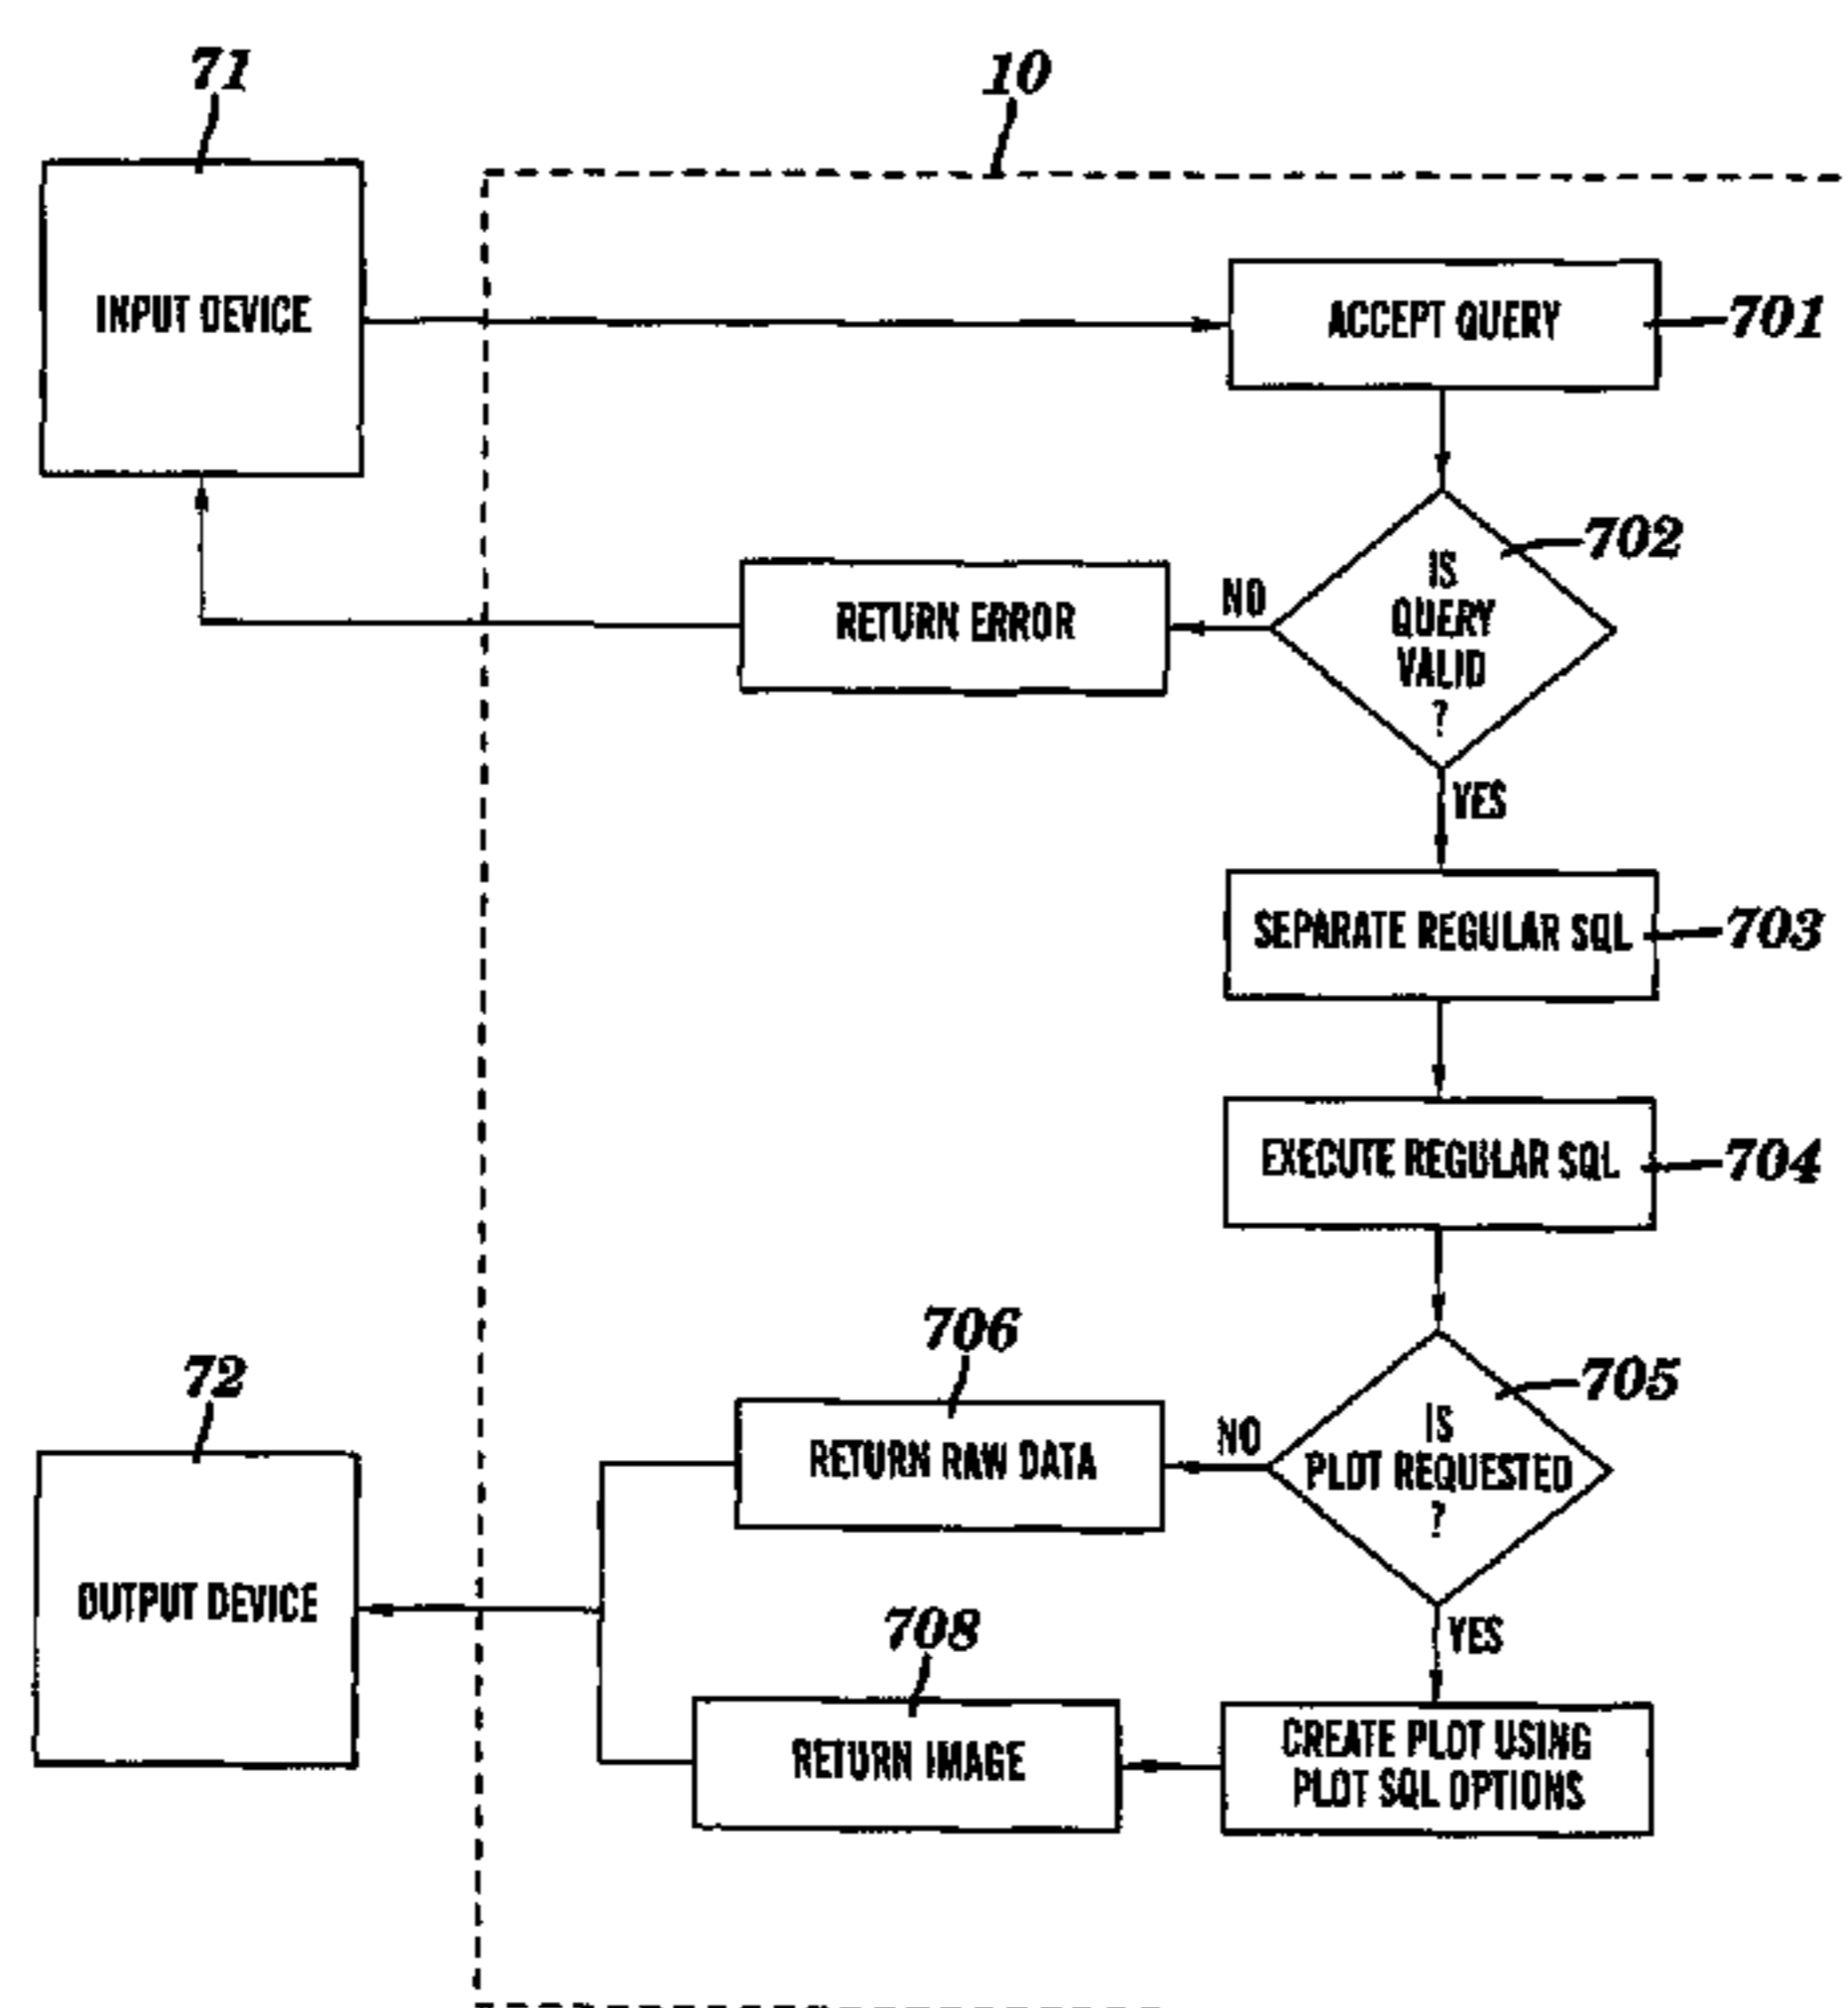 71
10
INPUT DEVICE
ACCEPT QUERY
701
702
IS
QUERY
VALID
?
NO
RETURN ERROR
YES
SEPARATE REGULAR SQL
703
EXECUTE REGULAR SQL
704
706
705
72
IS
PLOT REQUESTED
?
NO
RETURN RAW DATA
OUTPUT DEVICE
708
YES
RETURN IMAGE
CREATE PLOT USING
PLOT SQL OPTIONS